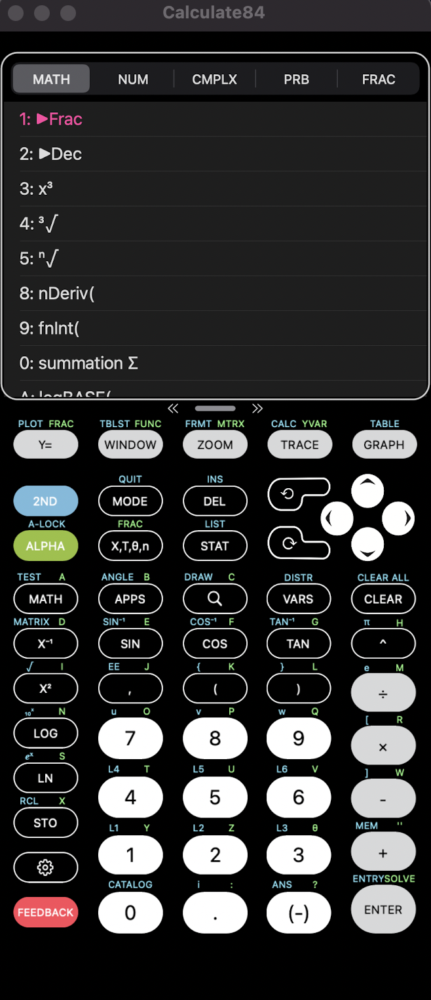 Calculate84
MATH NUM CMPLX PRB FRAC
1: ▶Frac
2: ▶Dec
3: x³
4: ³√
5: ⁿ√
8: nDeriv(
9: fnInt(
0: summation Σ
A: logBASE(
PLOT FRAC TBLST FUNC FRMT MTRX CALC YVAR TABLE
Y= WINDOW ZOOM TRACE GRAPH
QUIT INS
2ND MODE DEL
A-LOCK FRAC LIST
ALPHA X,T,θ,n STAT
TEST A ANGLE B DRAW C DISTR CLEAR ALL
MATH APPS VARS CLEAR
MATRIX D SIN⁻¹ E COS⁻¹ F TAN⁻¹ G π H
X⁻¹ SIN COS TAN ^
√ I EE J { K } L e M
X² , ( ) ÷
10ˣ N u O v P w Q [ R
LOG 7 8 9 ×
eˣ S L4 T L5 U L6 V ] W
LN 4 5 6 -
RCL X L1 Y L2 Z L3 θ MEM "
STO 1 2 3 +
CATALOG i : ANS ? ENTRY SOLVE
FEEDBACK 0 . (-) ENTER